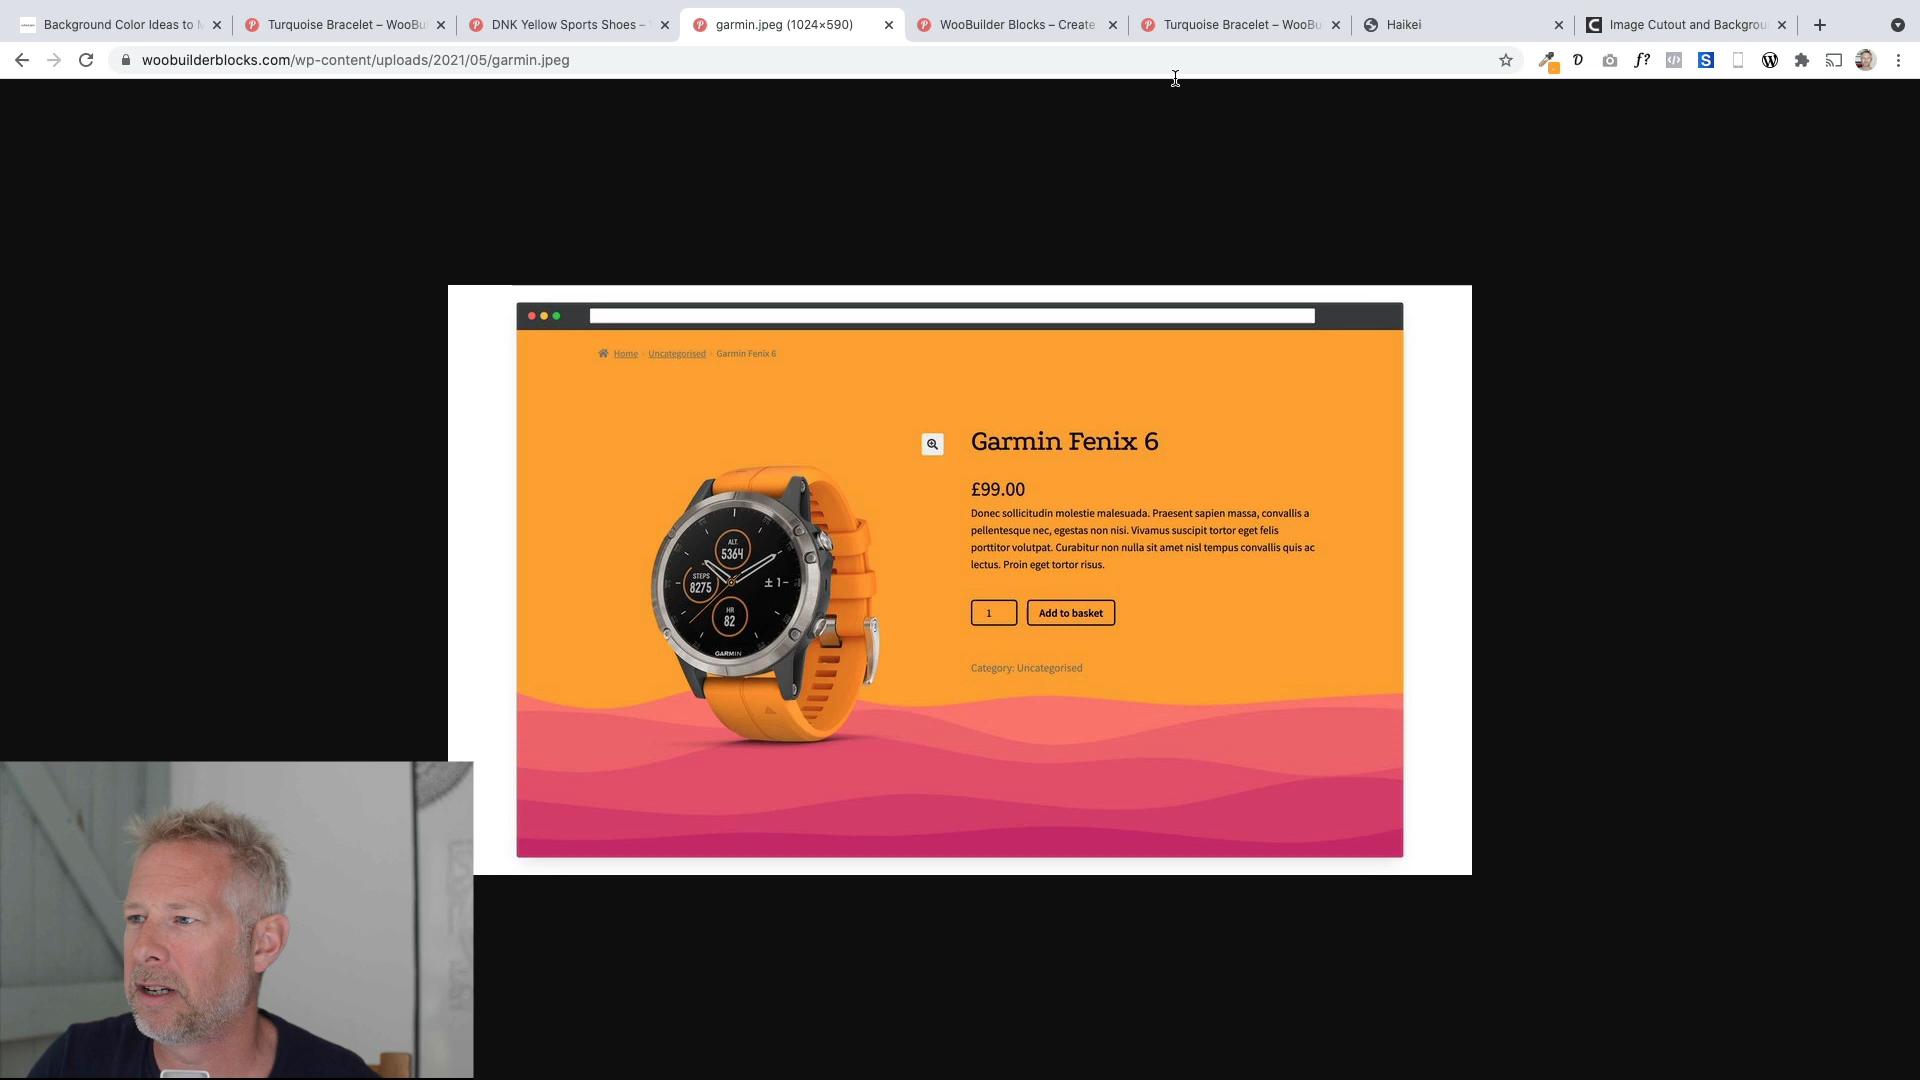 Background Color Ideas to M
Turquoise Bracelet – WooBu
DNK Yellow Sports Shoes –
garmin.jpeg (1024×590)
WooBuilder Blocks – Create
Turquoise Bracelet – WooBu
Haikei
Image Cutout and Backgrou
woobuilderblocks.com/wp-content/uploads/2021/05/garmin.jpeg
Home
Uncategorised
Garmin Fenix 6
Garmin Fenix 6
£99.00
Donec sollicitudin molestie malesuada. Praesent sapien massa, convallis a
pellentesque nec, egestas non nisi. Vivamus suscipit tortor eget felis
porttitor volutpat. Curabitur non nulla sit amet nisl tempus convallis quis ac
lectus. Proin eget tortor risus.
ALT.
5364
STEPS
8275
± 1-
HR
82
GARMIN
1
Add to basket
Category: Uncategorised